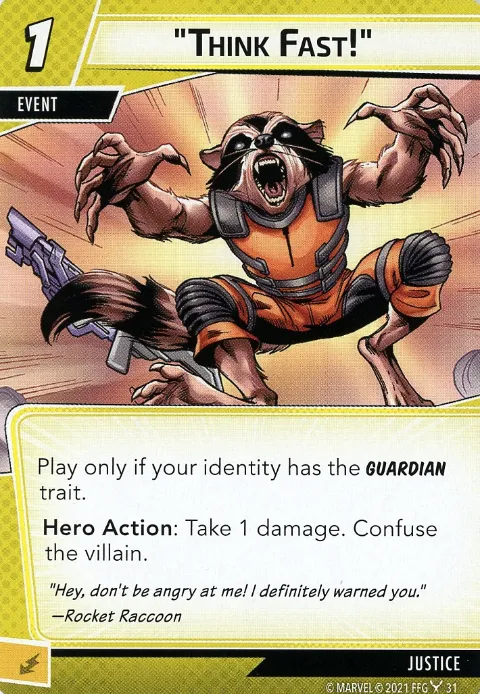 1
"THINK FAST!"
EVENT
Play only if your identity has the GUARDIAN
trait.
Hero Action: Take 1 damage. Confuse
the villain.
"Hey, don't be angry at me! I definitely warned you."
—Rocket Raccoon
JUSTICE
© MARVEL © 2021 FFG 31